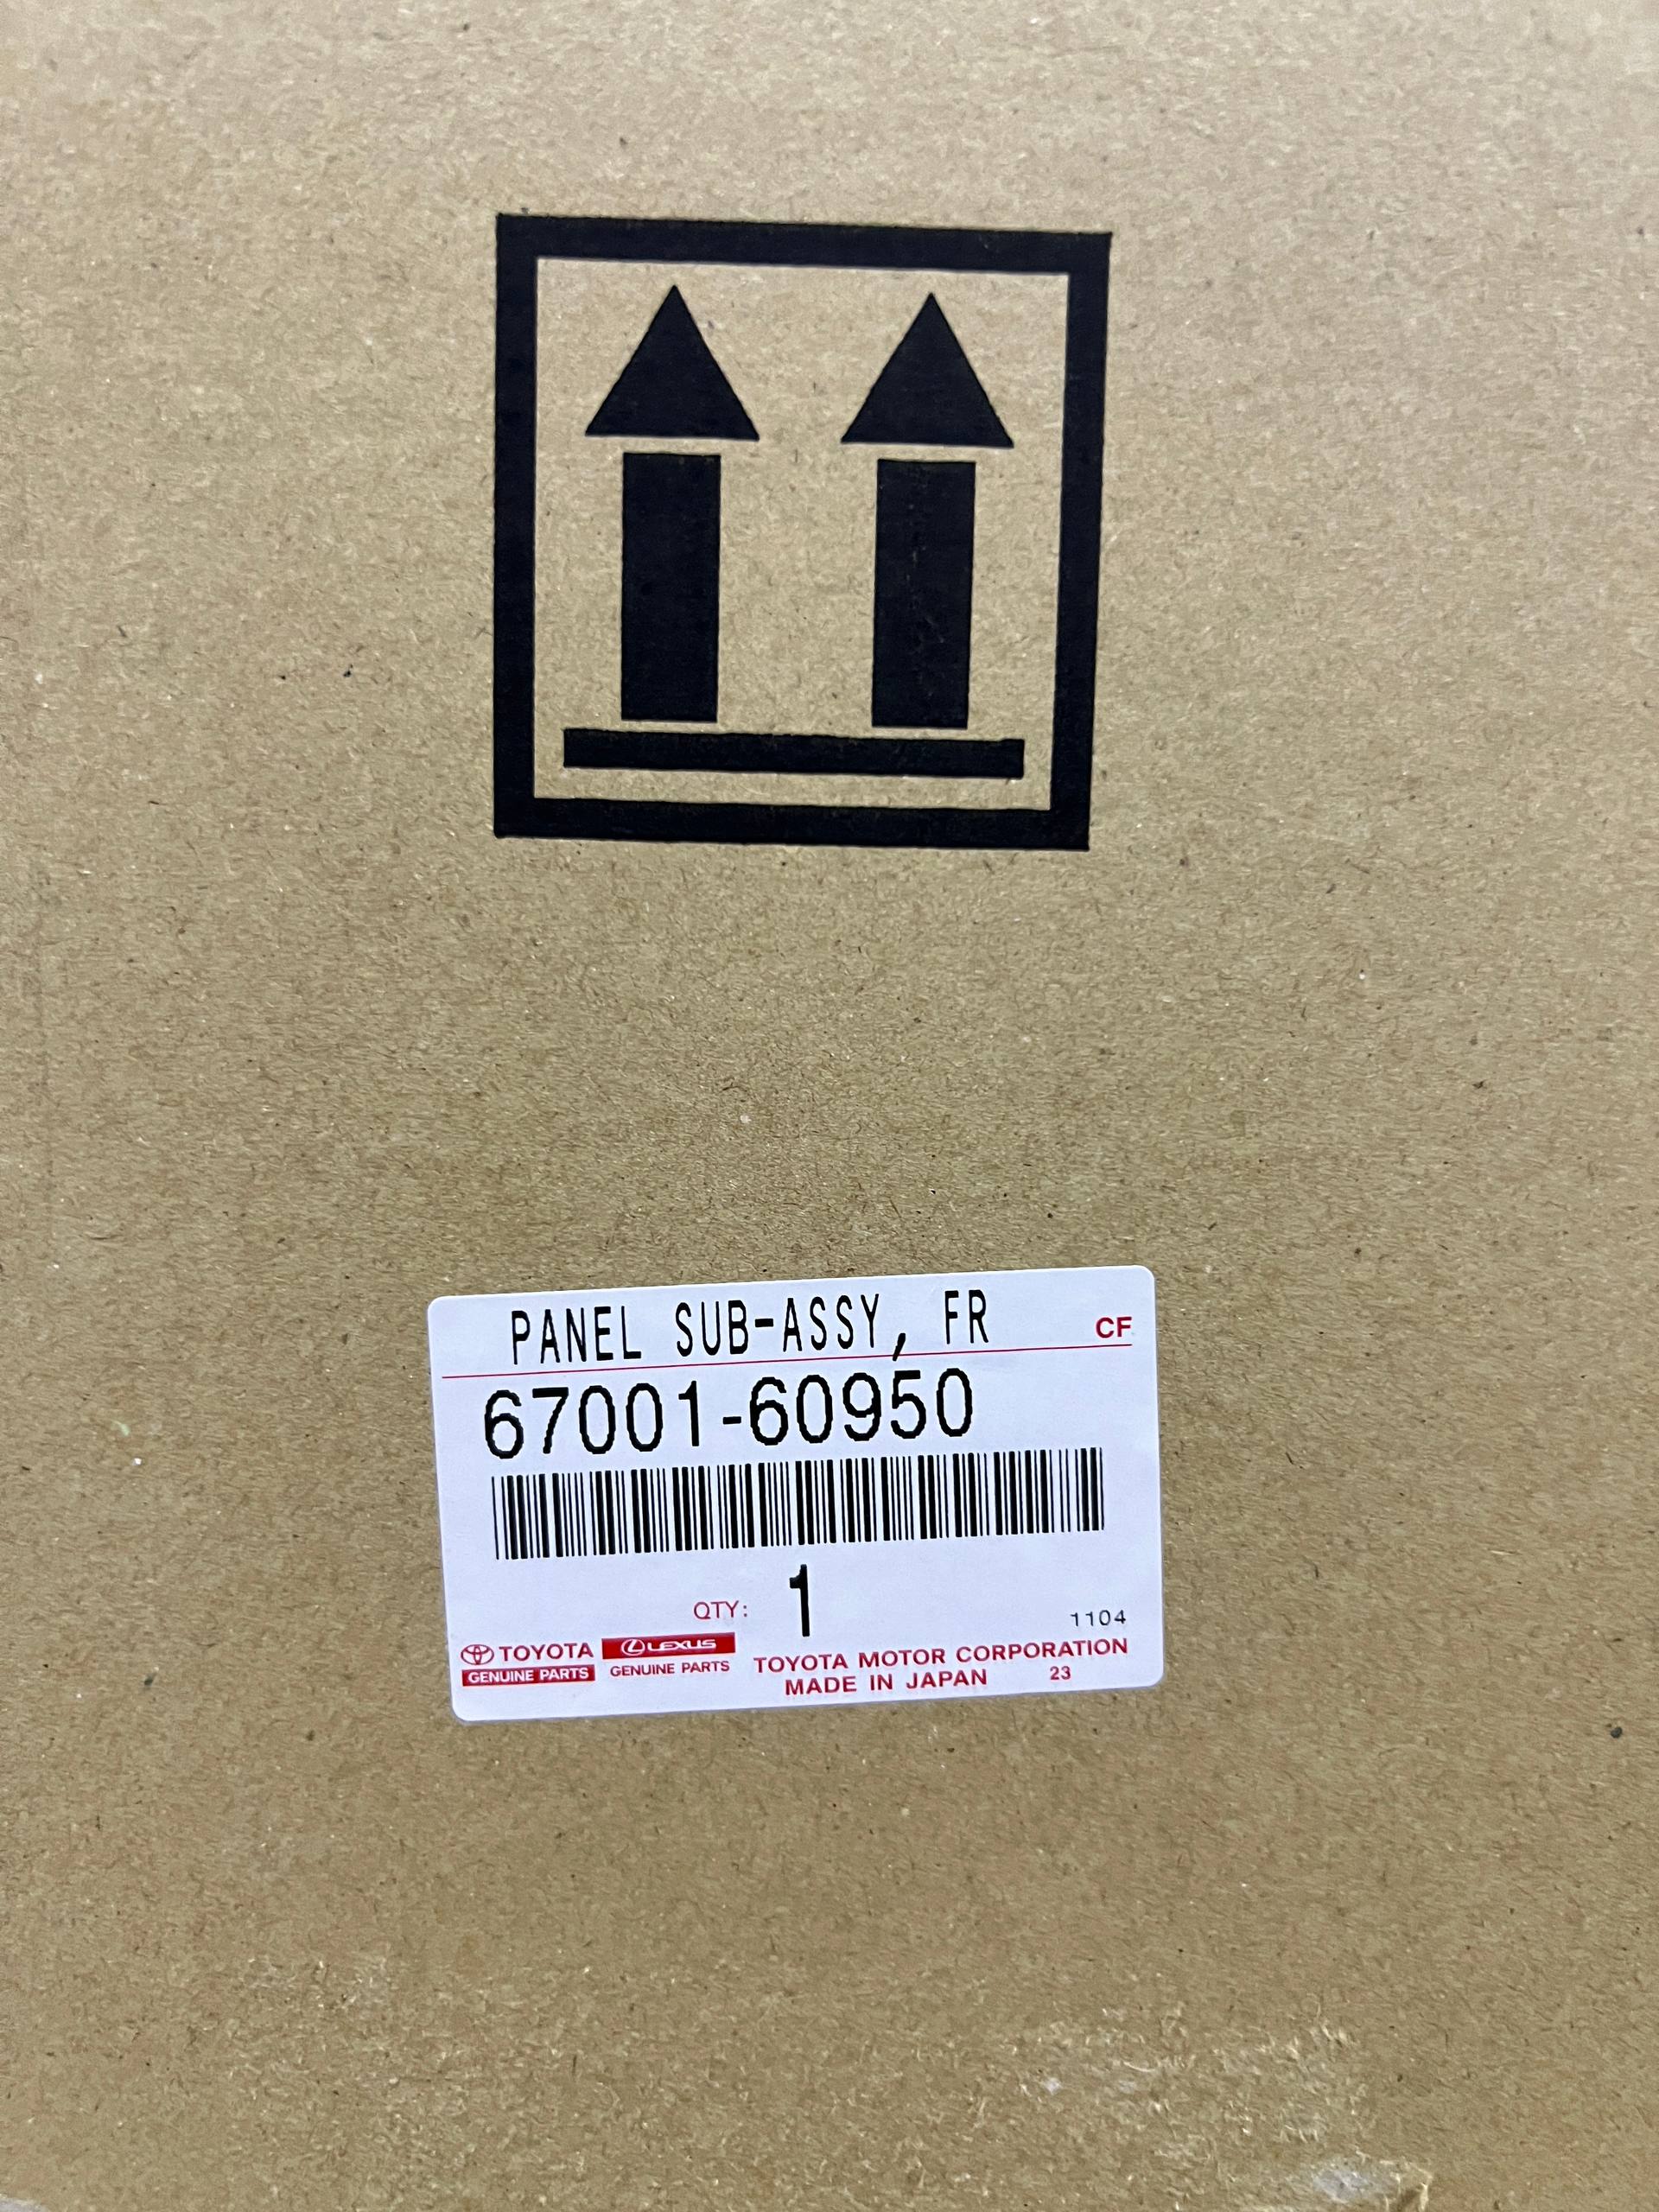 PANEL SUB-ASSY, FR CF
67001-60950
QTY: 1
1104
TOYOTA
GENUINE PARTS
LEXUS
GENUINE PARTS
TOYOTA MOTOR CORPORATION
MADE IN JAPAN 23